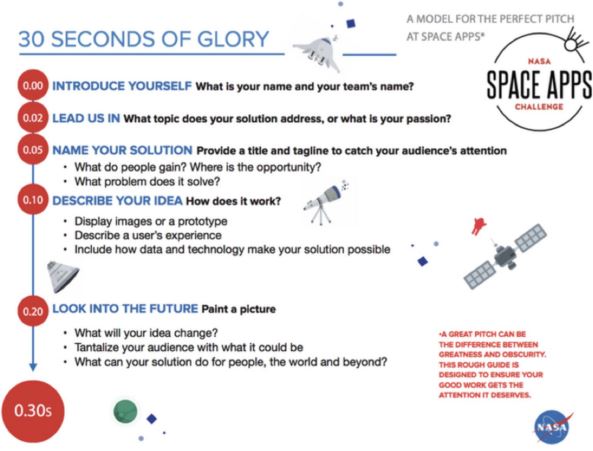 30 SECONDS OF GLORY
A MODEL FOR THE PERFECT PITCH
AT SPACE APPS*
NASA
SPACE APPS
CHALLENGE
0.00 INTRODUCE YOURSELF What is your name and your team's name?
0.02 LEAD US IN What topic does your solution address, or what is your passion?
0.05 NAME YOUR SOLUTION Provide a title and tagline to catch your audience's attention
• What do people gain? Where is the opportunity?
• What problem does it solve?
0.10 DESCRIBE YOUR IDEA How does it work?
• Display images or a prototype
• Describe a user's experience
• Include how data and technology make your solution possible
0.20 LOOK INTO THE FUTURE Paint a picture
• What will your idea change?
• Tantalize your audience with what it could be
• What can your solution do for people, the world and beyond?
0.30s
*A GREAT PITCH CAN BE
THE DIFFERENCE BETWEEN
GREATNESS AND OBSCURITY.
THIS ROUGH GUIDE IS
DESIGNED TO ENSURE YOUR
GOOD WORK GETS THE
ATTENTION IT DESERVES.
NASA